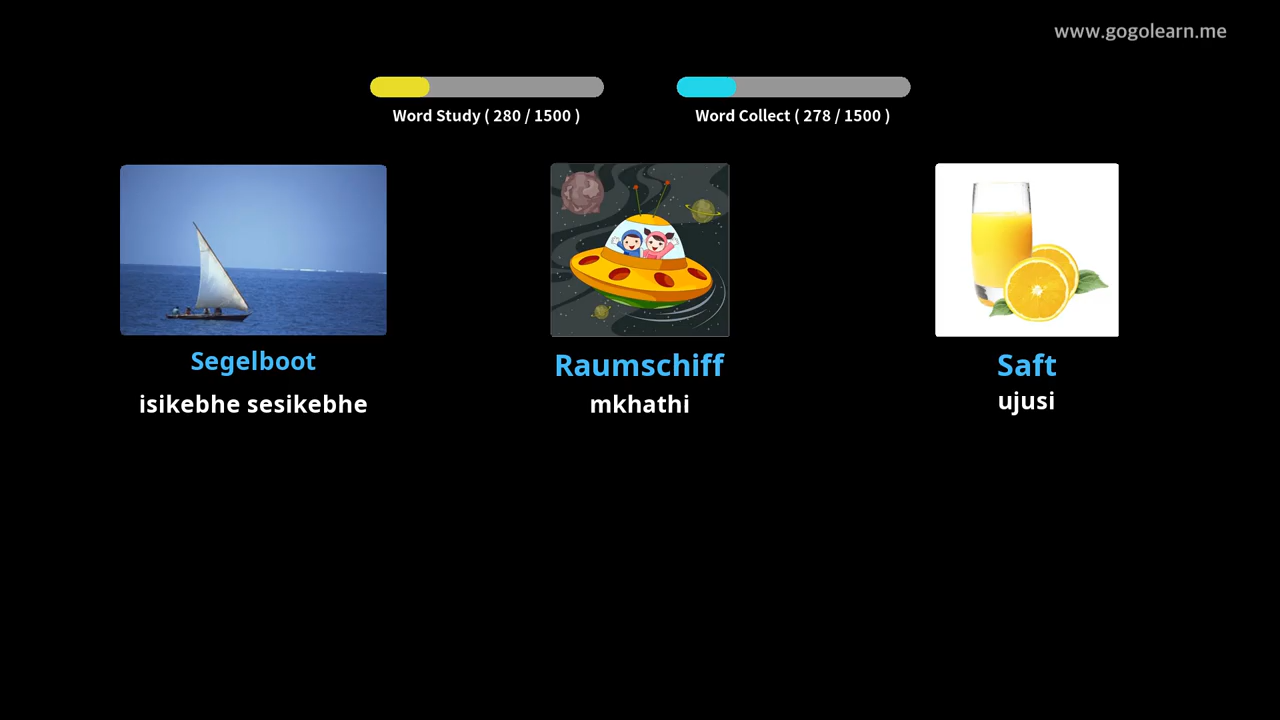 www.gogolearn.me
Word Study ( 280 / 1500 )
Word Collect ( 278 / 1500 )
Segelboot
isikebhe sesikebhe
Raumschiff
mkhathi
Saft
ujusi